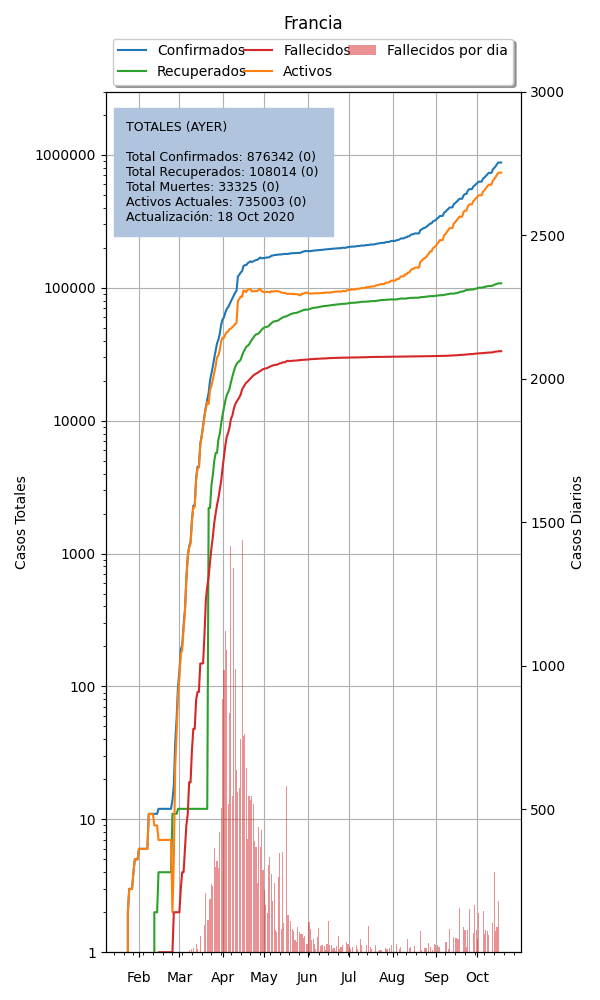 Francia
Confirmados
Recuperados
Fallecidos
Activos
Fallecidos por dia
TOTALES (AYER)
Total Confirmados: 876342 (0)
Total Recuperados: 108014 (0)
Total Muertes: 33325 (0)
Activos Actuales: 735003 (0)
Actualización: 18 Oct 2020
Casos Totales
1000000
100000
10000
1000
100
10
1
3000
2500
2000
1500
1000
500
Casos Diarios
Feb Mar Apr May Jun Jul Aug Sep Oct